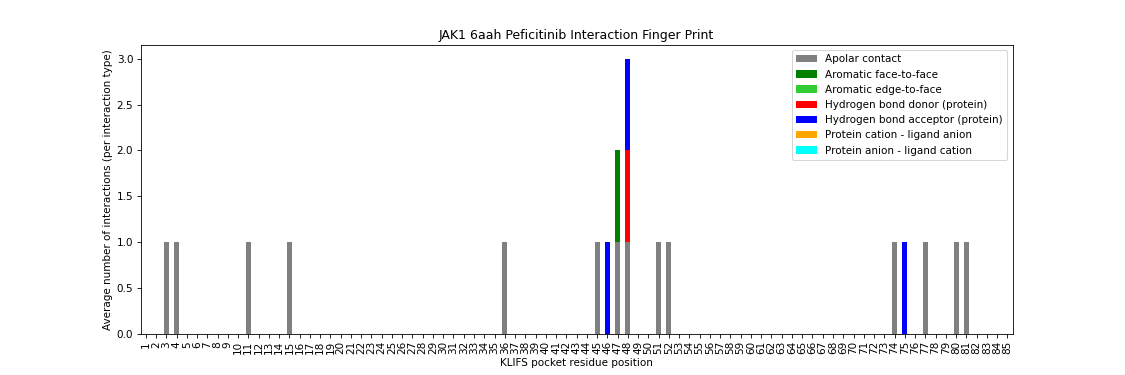 JAK1 6aah Peficitinib Interaction Finger Print
Average number of interactions (per interaction type)
3.0
2.5
2.0
1.5
1.0
0.5
0.0
Apolar contact
Aromatic face-to-face
Aromatic edge-to-face
Hydrogen bond donor (protein)
Hydrogen bond acceptor (protein)
Protein cation - ligand anion
Protein anion - ligand cation
1 2 3 4 5 6 7 8 9 10 11 12 13 14 15 16 17 18 19 20 21 22 23 24 25 26 27 28 29 30 31 32 33 34 35 36 37 38 39 40 41 42 43 44 45 46 47 48 49 50 51 52 53 54 55 56 57 58 59 60 61 62 63 64 65 66 67 68 69 70 71 72 73 74 75 76 77 78 79 80 81 82 83 84 85
KLIFS pocket residue position